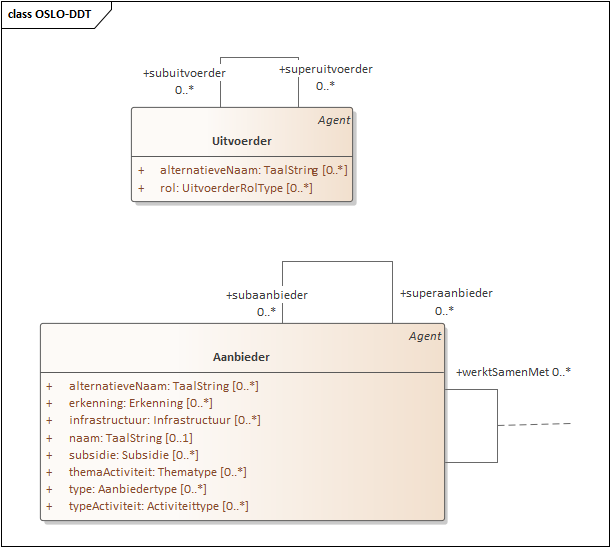 class OSLO-DDT
+subuitvoerder +superuitvoerder
0..* 0..*
Agent
Uitvoerder
+ alternatieveNaam: TaalString [0..*]
+ rol: UitvoerderRolType [0..*]
+subaanbieder +superaanbieder
0..* 0..*
Agent
Aanbieder
+werktSamenMet 0..*
+ alternatieveNaam: TaalString [0..*]
+ erkenning: Erkenning [0..*]
+ infrastructuur: Infrastructuur [0..*]
+ naam: TaalString [0..1]
+ subsidie: Subsidie [0..*]
+ themaActiviteit: Thematype [0..*]
+ type: Aanbiedertype [0..*]
+ typeActiviteit: Activiteittype [0..*]